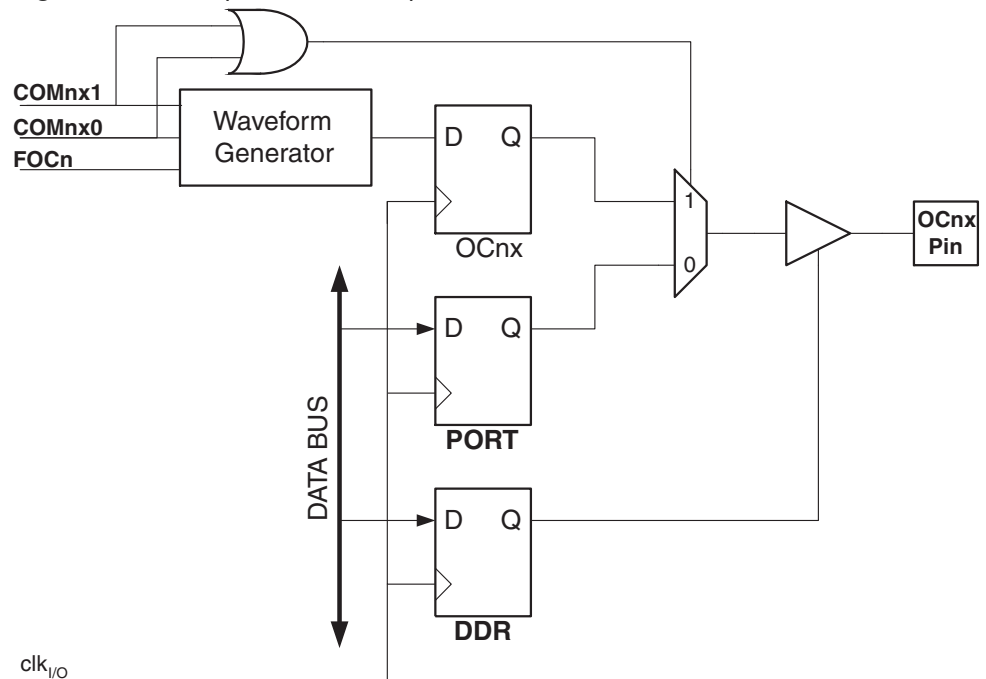 COMnx1
COMnx0
FOCn
Waveform
Generator
D Q
OCnx
1
0
OCnx
Pin
D Q
PORT
DATA BUS
D Q
DDR
clkI/O